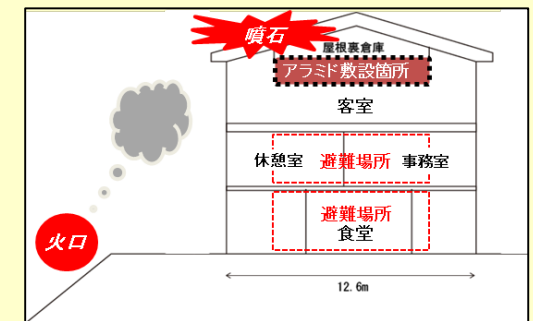 噴石
屋根裏倉庫
アラミド敷設箇所
客室
休憩室 避難場所 事務室
避難場所
食堂
火口
12.6m